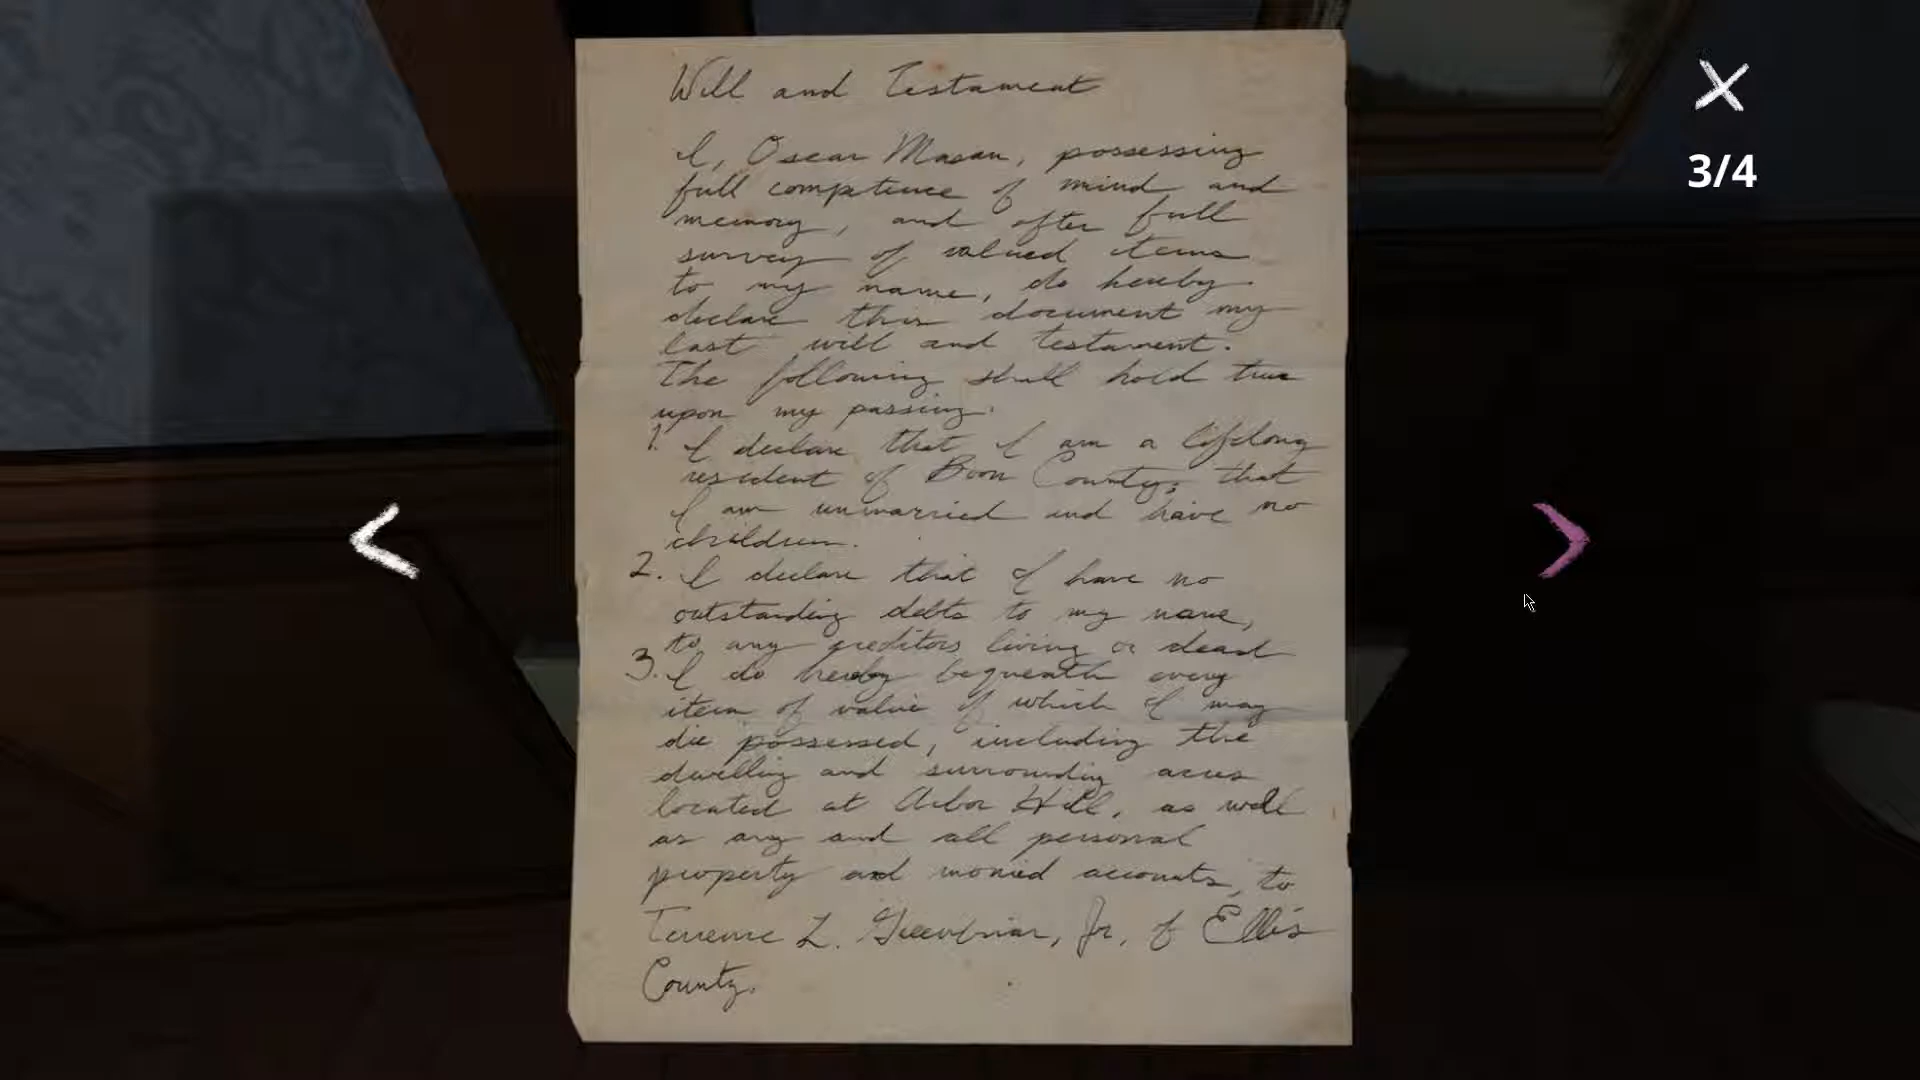 Will and Testament
3/4
I, Oscar Mason, possessing
full competence of mind and
memory, and after full
survey of valued items
to my name, do hereby
declare this document my
last will and testament.
The following shall hold true
upon my passing:
1. I declare that I am a lifelong
resident of Boon County, that
I am unmarried and have no
children.
2. I declare that I have no
outstanding debts to my name,
to any creditors living or dead
3. I do hereby bequeath every
item of value of which I may
die possessed, including the
dwelling and surrounding acres
located at Arbor Hill, as well
as any and all personal
property and monied accounts, to
Terrence L. Greenbriar, Jr. of Ellis
County.